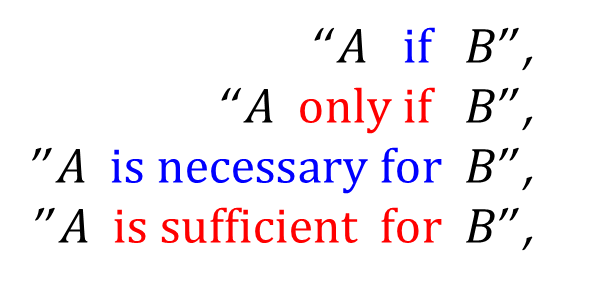 “A if B”,
“A only if B”,
”A is necessary for B”,
”A is sufficient for B”,